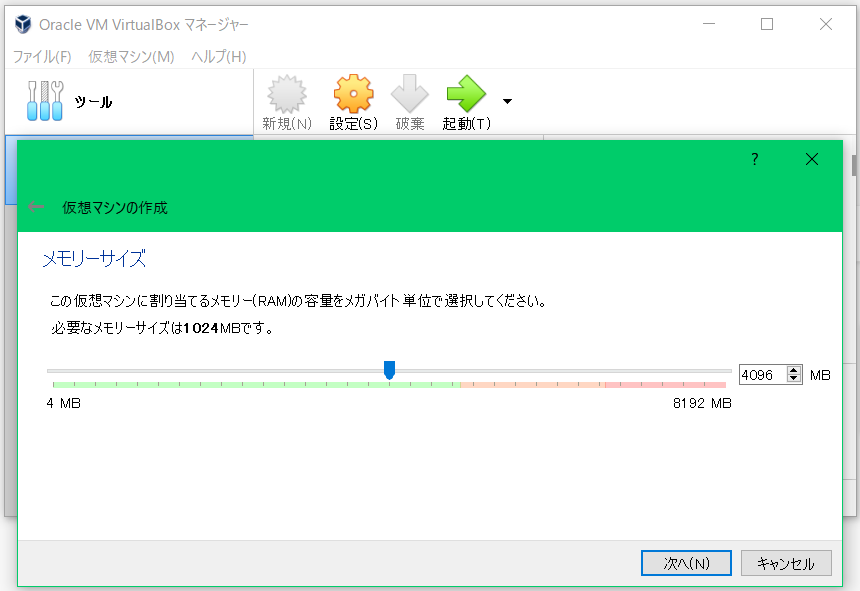 Oracle VM VirtualBox マネージャー
ファイル(F) 仮想マシン(M) ヘルプ(H)
ツール
新規(N) 設定(S) 破棄 起動(T)
?
仮想マシンの作成
メモリーサイズ
この仮想マシンに割り当てるメモリー(RAM)の容量をメガバイト単位で選択してください。
必要なメモリーサイズは1024MBです。
4096 MB
4 MB 8192 MB
次へ(N) キャンセル